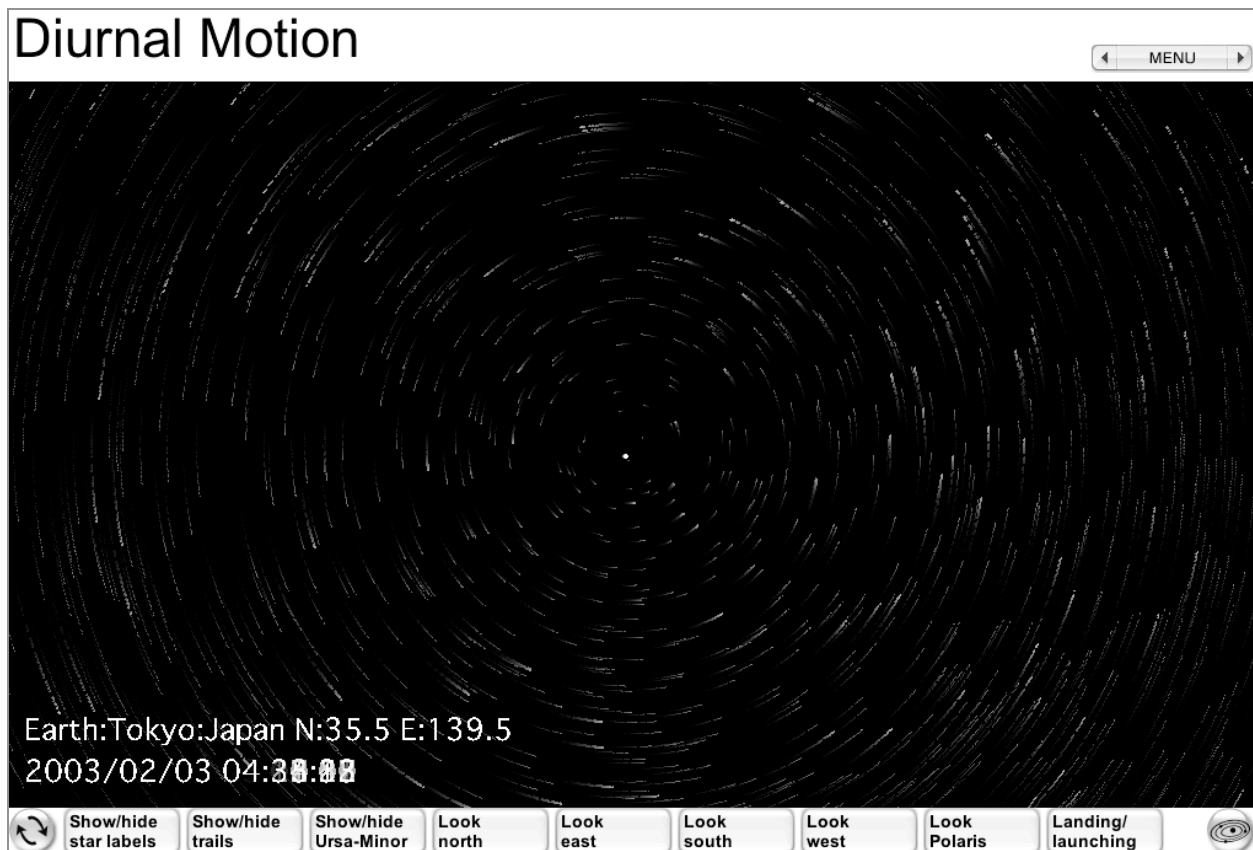 Diurnal Motion
MENU
Earth:Tokyo:Japan N:35.5 E:139.5
2003/02/03
Show/hide
star labels
Show/hide
trails
Show/hide
Ursa-Minor
Look
north
Look
east
Look
south
Look
west
Look
Polaris
Landing/
launching